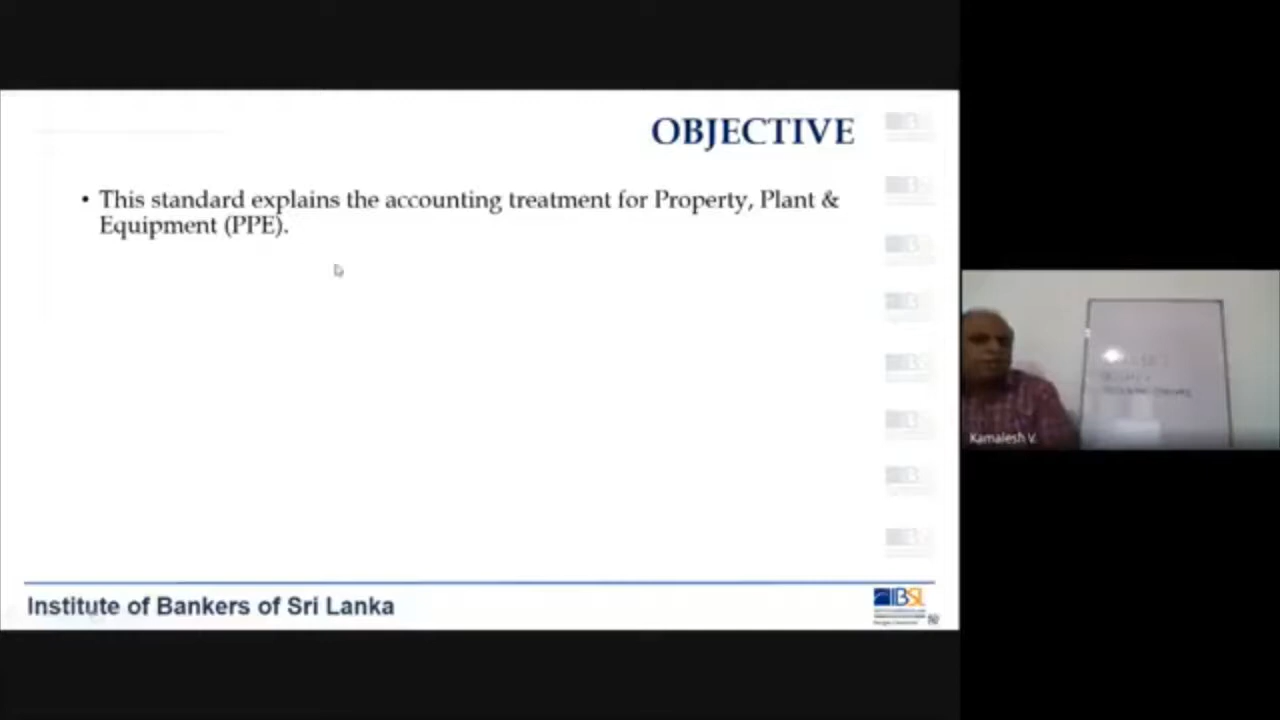 OBJECTIVE
• This standard explains the accounting treatment for Property, Plant &
Equipment (PPE).
Institute of Bankers of Sri Lanka
IBSL
Kamalesh V.